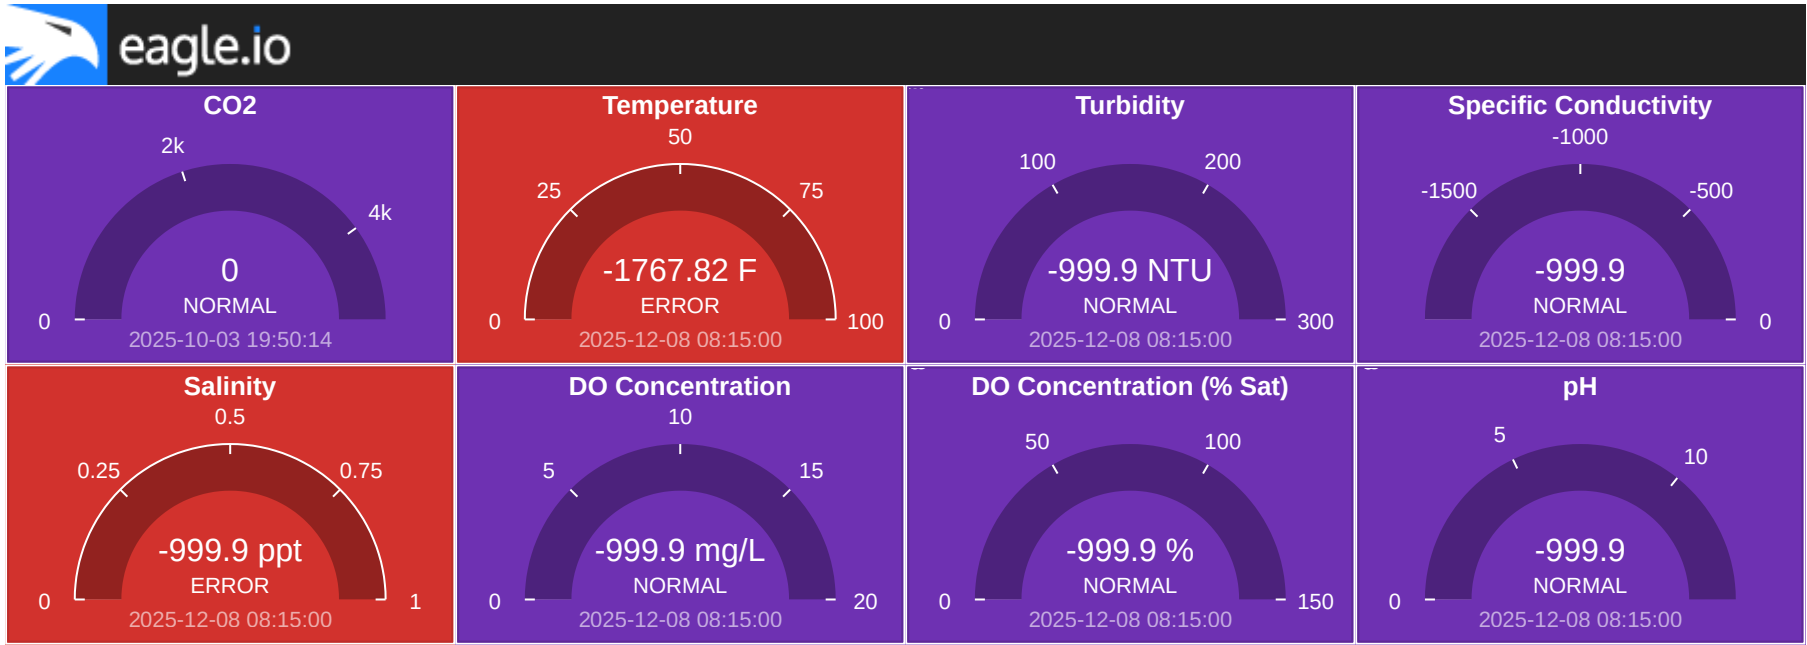 eagle.io
CO2
2k
4k
0
NORMAL
0
2025-10-03 19:50:14
Temperature
50
25
75
-1767.82 F
ERROR
0
100
2025-12-08 08:15:00
Turbidity
100
200
-999.9 NTU
NORMAL
0
300
2025-12-08 08:15:00
Specific Conductivity
-1000
-1500
-500
-999.9
NORMAL
0
2025-12-08 08:15:00
Salinity
0.5
0.25
0.75
-999.9 ppt
ERROR
0
1
2025-12-08 08:15:00
DO Concentration
10
5
15
-999.9 mg/L
NORMAL
0
20
2025-12-08 08:15:00
DO Concentration (% Sat)
50
100
-999.9 %
NORMAL
0
150
2025-12-08 08:15:00
pH
5
10
-999.9
NORMAL
0
2025-12-08 08:15:00